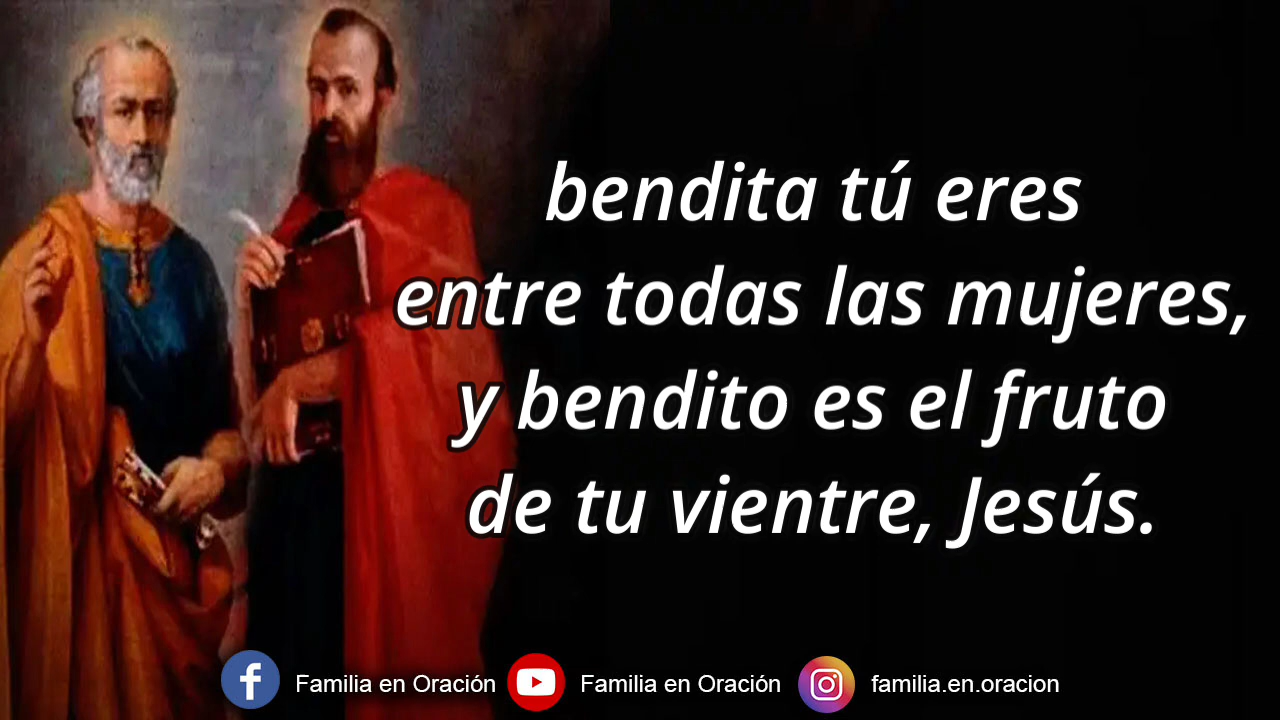 bendita tú eres
entre todas las mujeres,
y bendito es el fruto
de tu vientre, Jesús.
Familia en Oración Familia en Oración familia.en.oracion